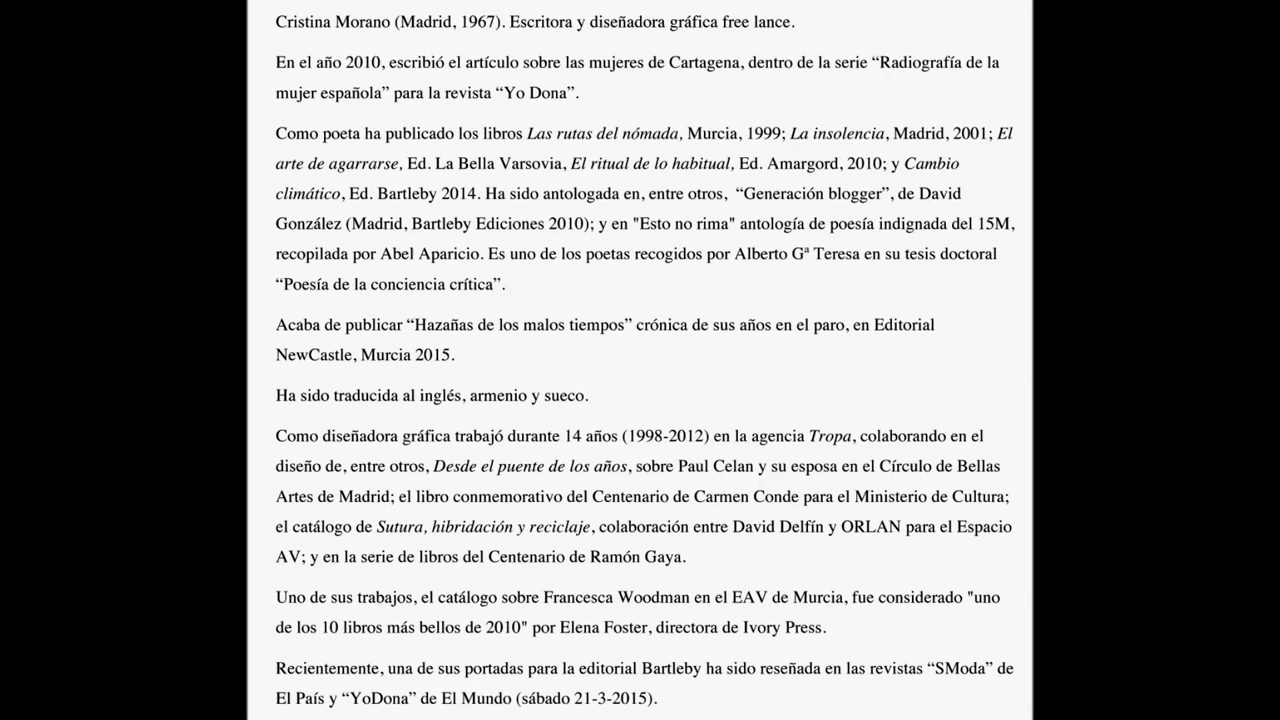 Cristina Morano (Madrid, 1967). Escritora y diseñadora gráfica free lance.
En el año 2010, escribió el artículo sobre las mujeres de Cartagena, dentro de la serie “Radiografía de la
mujer española” para la revista “Yo Dona”.
Como poeta ha publicado los libros Las rutas del nómada, Murcia, 1999; La insolencia, Madrid, 2001; El
arte de agarrarse, Ed. La Bella Varsovia, El ritual de lo habitual, Ed. Amargord, 2010; y Cambio
climático, Ed. Bartleby 2014. Ha sido antologada en, entre otros, “Generación blogger”, de David
González (Madrid, Bartleby Ediciones 2010); y en "Esto no rima" antología de poesía indignada del 15M,
recopilada por Abel Aparicio. Es uno de los poetas recogidos por Alberto Gª Teresa en su tesis doctoral
“Poesía de la conciencia crítica”.
Acaba de publicar “Hazañas de los malos tiempos” crónica de sus años en el paro, en Editorial
NewCastle, Murcia 2015.
Ha sido traducida al inglés, armenio y sueco.
Como diseñadora gráfica trabajó durante 14 años (1998-2012) en la agencia Tropa, colaborando en el
diseño de, entre otros, Desde el puente de los años, sobre Paul Celan y su esposa en el Círculo de Bellas
Artes de Madrid; el libro conmemorativo del Centenario de Carmen Conde para el Ministerio de Cultura;
el catálogo de Sutura, hibridación y reciclaje, colaboración entre David Delfín y ORLAN para el Espacio
AV; y en la serie de libros del Centenario de Ramón Gaya.
Uno de sus trabajos, el catálogo sobre Francesca Woodman en el EAV de Murcia, fue considerado "uno
de los 10 libros más bellos de 2010" por Elena Foster, directora de Ivory Press.
Recientemente, una de sus portadas para la editorial Bartleby ha sido reseñada en las revistas “SModa” de
El País y “YoDona” de El Mundo (sábado 21-3-2015).